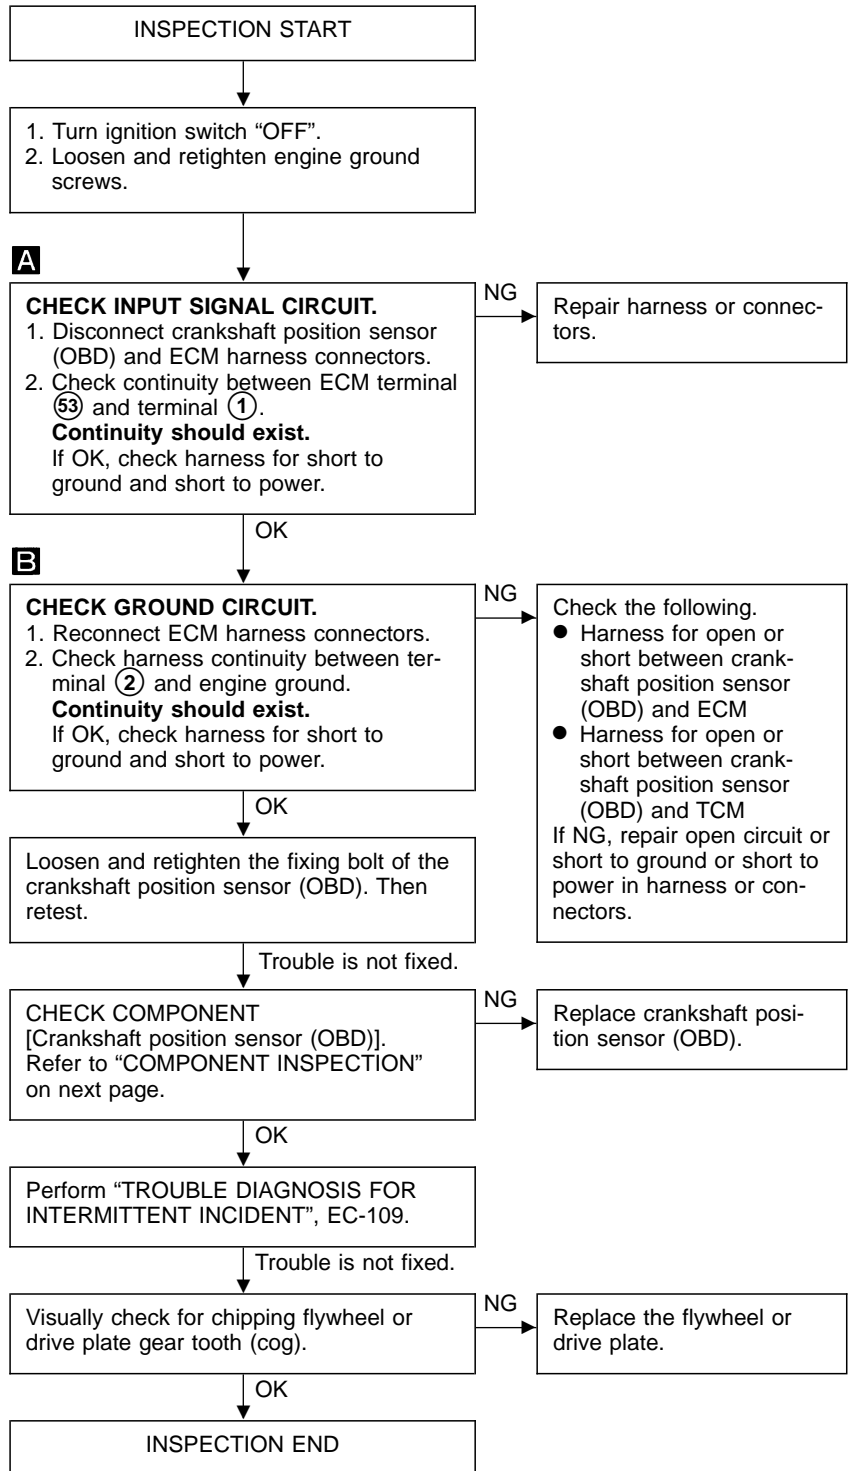 INSPECTION START
1. Turn ignition switch “OFF”.
2. Loosen and retighten engine ground
screws.
A
CHECK INPUT SIGNAL CIRCUIT.
1. Disconnect crankshaft position sensor
(OBD) and ECM harness connectors.
2. Check continuity between ECM terminal
53 and terminal 1.
Continuity should exist.
If OK, check harness for short to
ground and short to power.
NG
Repair harness or connec-
tors.
OK
B
CHECK GROUND CIRCUIT.
1. Reconnect ECM harness connectors.
2. Check harness continuity between ter-
minal 2 and engine ground.
Continuity should exist.
If OK, check harness for short to
ground and short to power.
NG
Check the following.
● Harness for open or
short between crank-
shaft position sensor
(OBD) and ECM
● Harness for open or
short between crank-
shaft position sensor
(OBD) and TCM
If NG, repair open circuit or
short to ground or short to
power in harness or con-
nectors.
OK
Loosen and retighten the fixing bolt of the
crankshaft position sensor (OBD). Then
retest.
Trouble is not fixed.
CHECK COMPONENT
[Crankshaft position sensor (OBD)].
Refer to “COMPONENT INSPECTION”
on next page.
NG
Replace crankshaft posi-
tion sensor (OBD).
OK
Perform “TROUBLE DIAGNOSIS FOR
INTERMITTENT INCIDENT”, EC-109.
Trouble is not fixed.
Visually check for chipping flywheel or
drive plate gear tooth (cog).
NG
Replace the flywheel or
drive plate.
OK
INSPECTION END